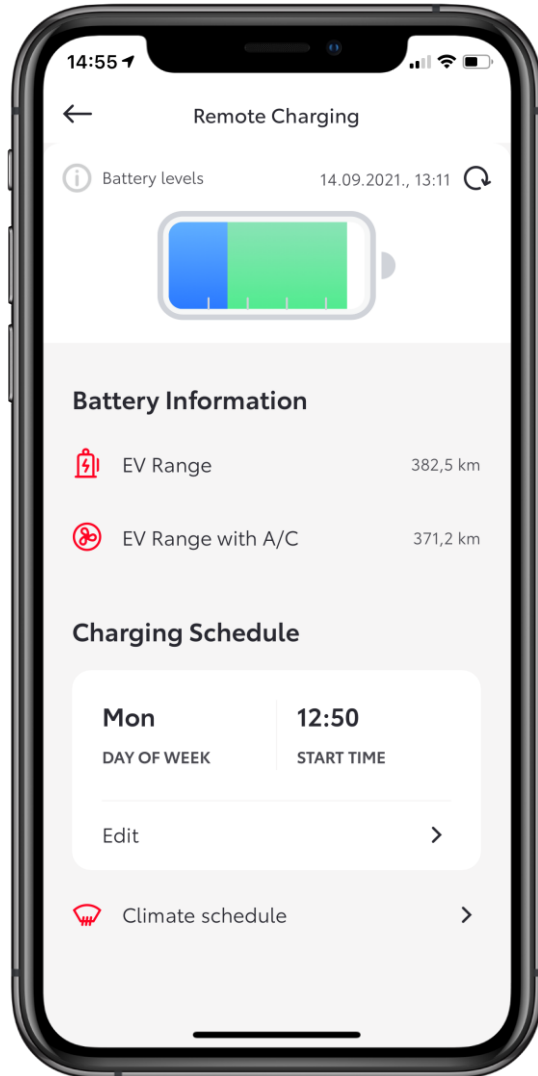 14:55
Remote Charging
Battery levels 14.09.2021., 13:11
Battery Information
EV Range 382,5 km
EV Range with A/C 371,2 km
Charging Schedule
Mon 12:50
DAY OF WEEK START TIME
Edit
Climate schedule